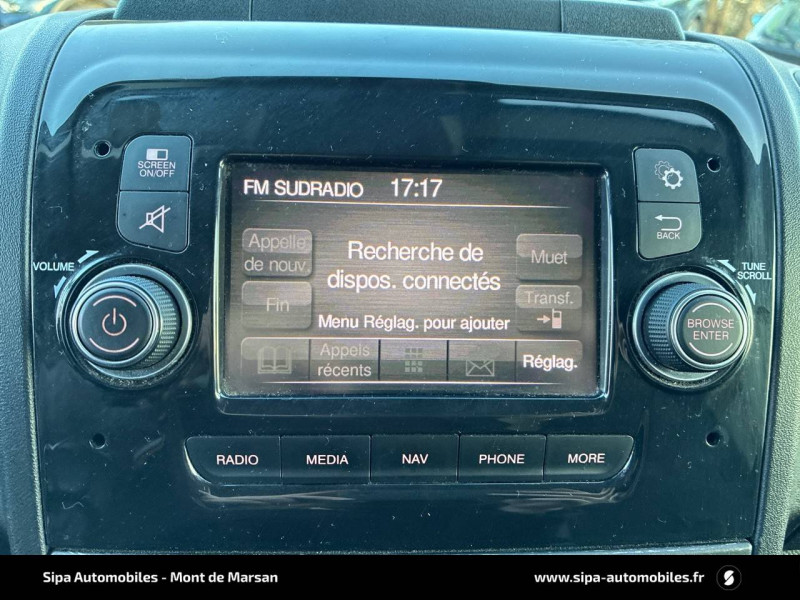 SCREEN
ON/OFF
VOLUME
FM SUDRADIO 17:17
Appelle
de nouv.
Recherche de
dispos. connectés
Muet
Fin
Transf.
Menu Réglag. pour ajouter
Appels
récents
Réglag.
BACK
TUNE
SCROLL
BROWSE
ENTER
RADIO
MEDIA
NAV
PHONE
MORE
Sipa Automobiles - Mont de Marsan
www.sipa-automobiles.fr